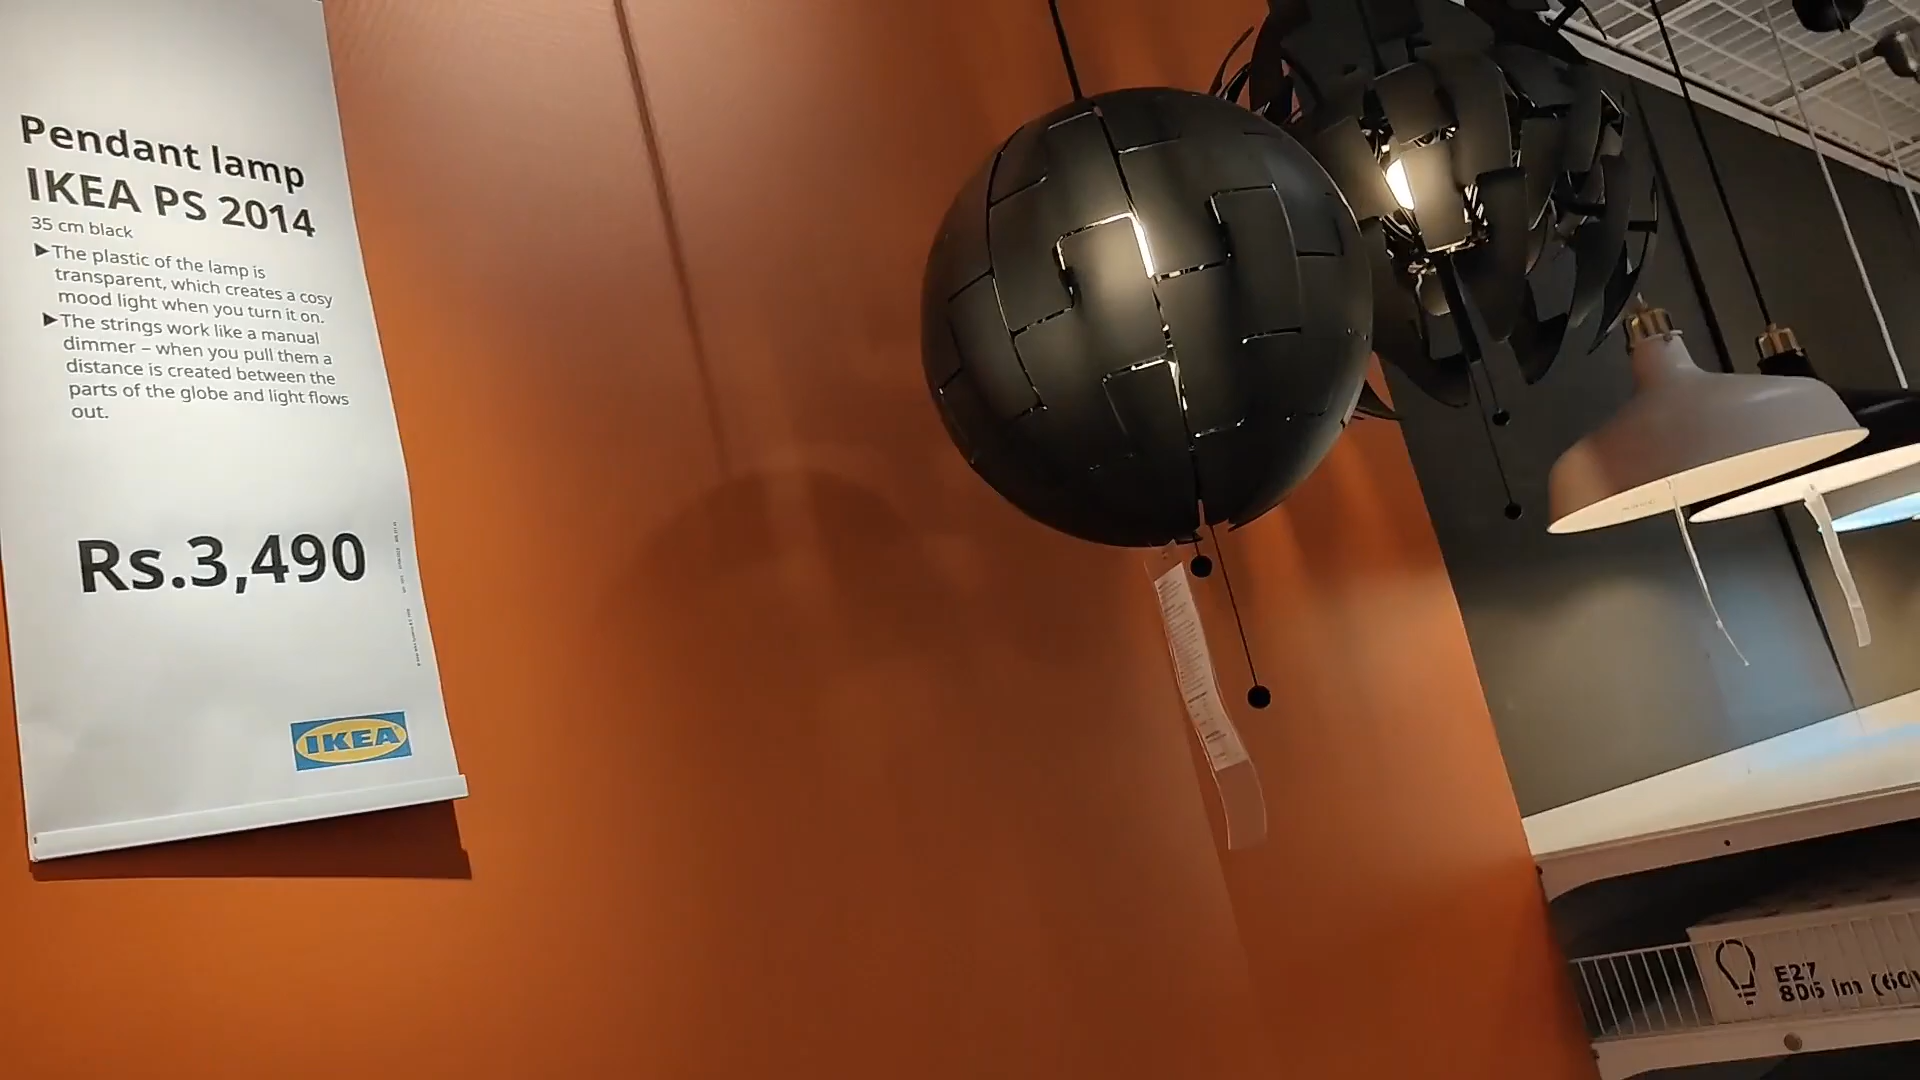 Pendant lamp
IKEA PS 2014
35 cm black
►The plastic of the lamp is
transparent, which creates a cosy
mood light when you turn it on.
►The strings work like a manual
dimmer – when you pull them a
distance is created between the
parts of the globe and light flows
out.
Rs.3,490
IKEA
E27
806 lm (60